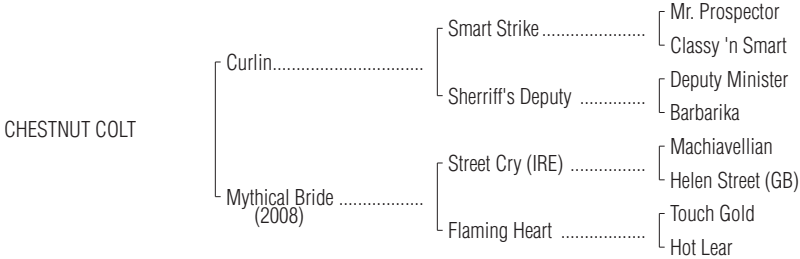 Mr. Prospector
Smart Strike......................
Classy 'n Smart
Curlin................................
Deputy Minister
Sherriff's Deputy ..............
Barbarika
CHESTNUT COLT
Machiavellian
Street Cry (IRE) ................
Helen Street (GB)
Mythical Bride ..................
(2008)
Touch Gold
Flaming Heart ..................
Hot Lear